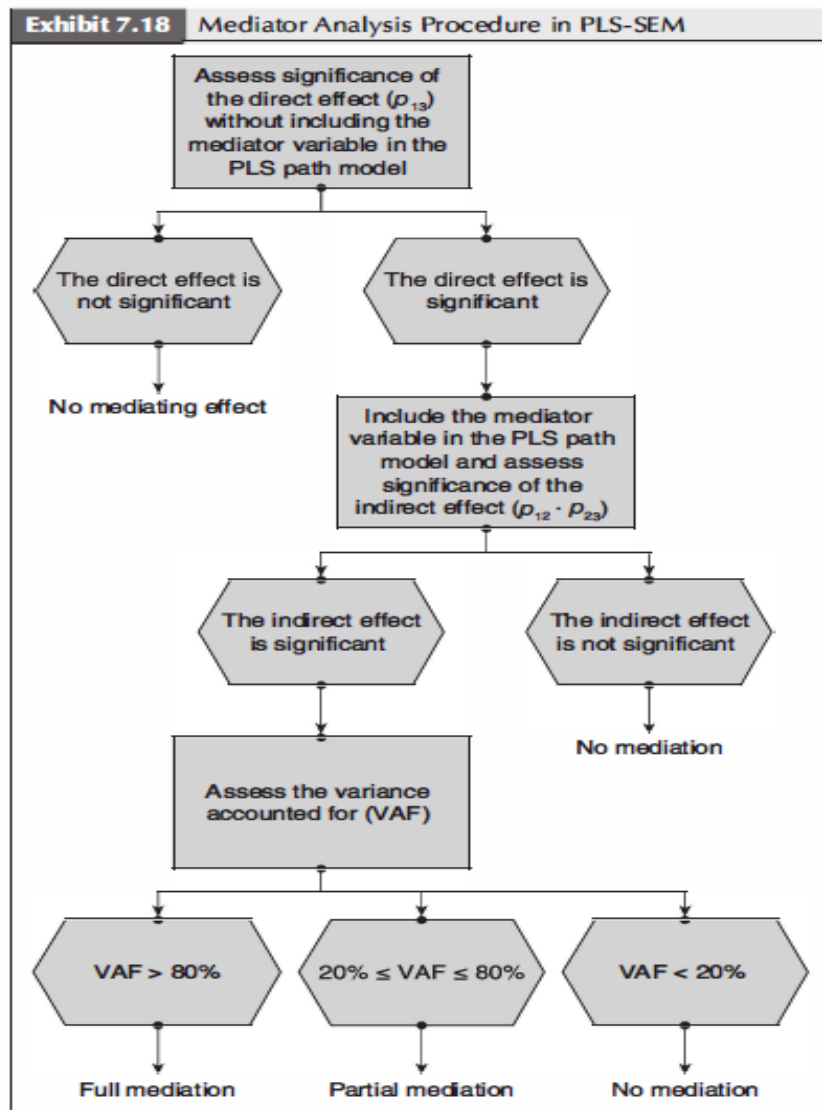 Exhibit 7.18 Mediator Analysis Procedure in PLS-SEM
Assess significance of
the direct effect (p13)
without including the
mediator variable in the
PLS path model
The direct effect is
not significant
The direct effect is
significant
No mediating effect
Include the mediator
variable in the PLS path
model and assess
significance of the
indirect effect (p12 · p23)
The indirect effect
is significant
The indirect effect
is not significant
No mediation
Assess the variance
accounted for (VAF)
VAF > 80%
20% ≤ VAF ≤ 80%
VAF < 20%
Full mediation
Partial mediation
No mediation